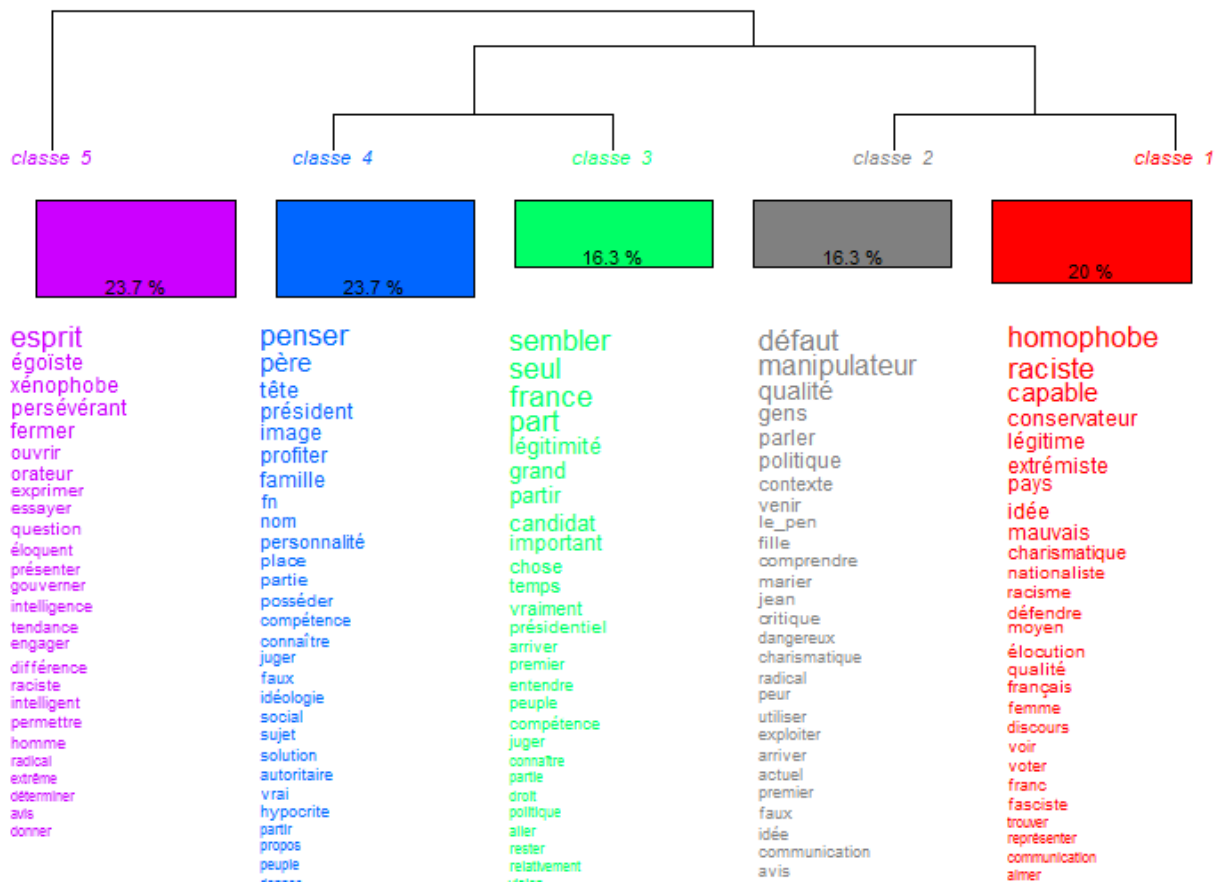 classe 5
classe 4
classe 3
classe 2
classe 1
23.7 %
23.7 %
16.3 %
16.3 %
20 %
esprit
égoïste
xénophobe
persévérant
fermer
ouvrir
orateur
exprimer
essayer
question
éloquent
présenter
gouverner
intelligence
tendance
engager
différence
raciste
intelligent
permettre
homme
radical
extrême
déterminer
avis
donner
penser
père
tête
président
image
profiter
famille
fn
nom
personnalité
place
partie
posséder
compétence
connaître
juger
faux
idéologie
social
sujet
solution
autoritaire
vrai
hypocrite
partir
propos
peuple
sembler
seul
france
part
légitimité
grand
partir
candidat
important
chose
temps
vraiment
présidentiel
arriver
premier
entendre
peuple
compétence
juger
connaître
partie
droit
politique
aller
rester
relativement
défaut
manipulateur
qualité
gens
parler
politique
contexte
venir
le_pen
fille
comprendre
marier
jean
critique
dangereux
charismatique
radical
peur
utiliser
exploiter
arriver
actuel
premier
faux
idée
communication
avis
homophobe
raciste
capable
conservateur
légitime
extrémiste
pays
idée
mauvais
charismatique
nationaliste
racisme
défendre
moyen
élocution
qualité
français
femme
discours
voir
voter
franc
fasciste
trouver
représenter
communication
aimer